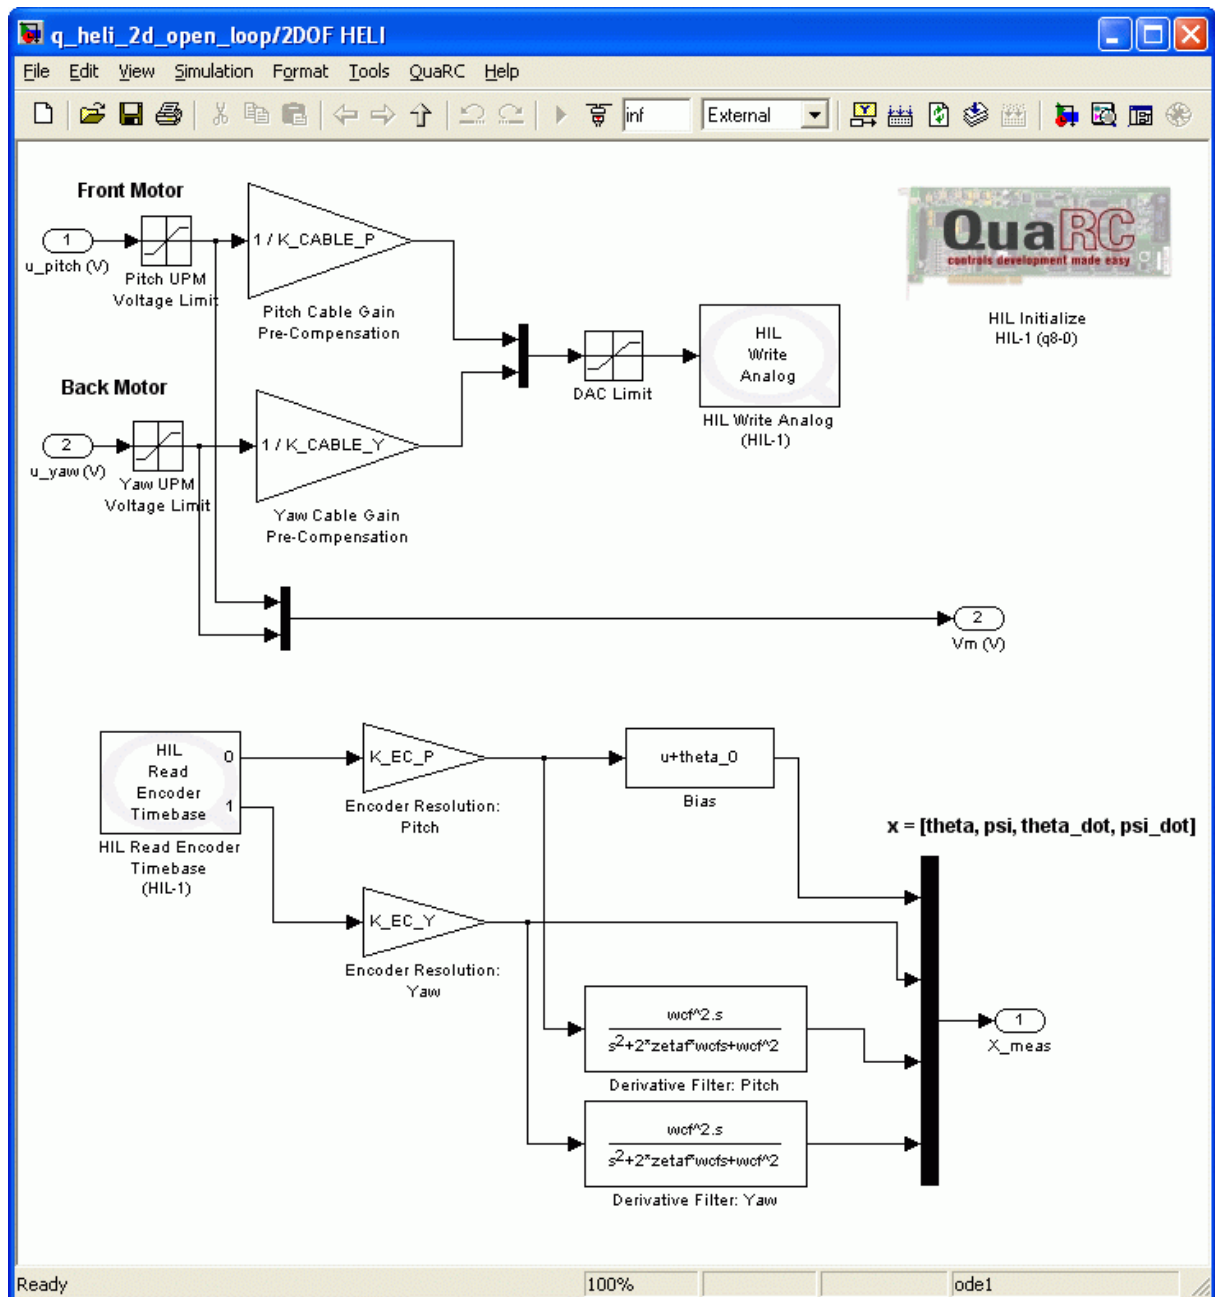 q_heli_2d_open_loop/2DOF HELI
File Edit View Simulation Format Tools QuaRC Help
inf External
Front Motor
1
u_pitch (V)
Pitch UPM
Voltage Limit
1 / K_CABLE_P
Pitch Cable Gain
Pre-Compensation
QuaRC
controls development made easy
HIL Initialize
HIL-1 (q8-0)
DAC Limit
HIL
Write
Analog
HIL Write Analog
(HIL-1)
Back Motor
2
u_yaw (V)
Yaw UPM
Voltage Limit
1 / K_CABLE_Y
Yaw Cable Gain
Pre-Compensation
2
Vm (V)
HIL
Read
Encoder
Timebase
0
1
HIL Read Encoder
Timebase
(HIL-1)
K_EC_P
Encoder Resolution:
Pitch
u+theta_0
Bias
x = [theta, psi, theta_dot, psi_dot]
K_EC_Y
Encoder Resolution:
Yaw
wcf^2.s
s2+2*zetaf*wcfs+wcf^2
Derivative Filter: Pitch
wcf^2.s
s2+2*zetaf*wcfs+wcf^2
Derivative Filter: Yaw
1
X_meas
Ready 100% ode1